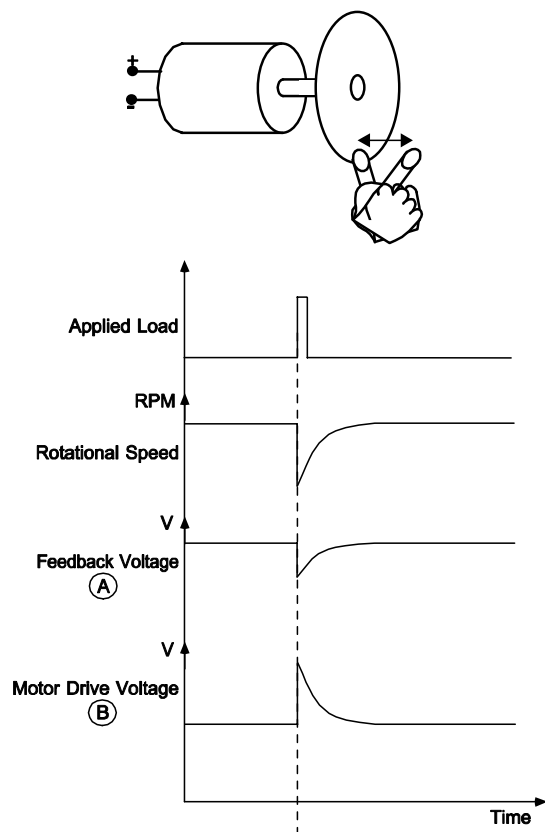 +
-
Applied Load
RPM
Rotational Speed
V
Feedback Voltage
A
V
Motor Drive Voltage
B
Time